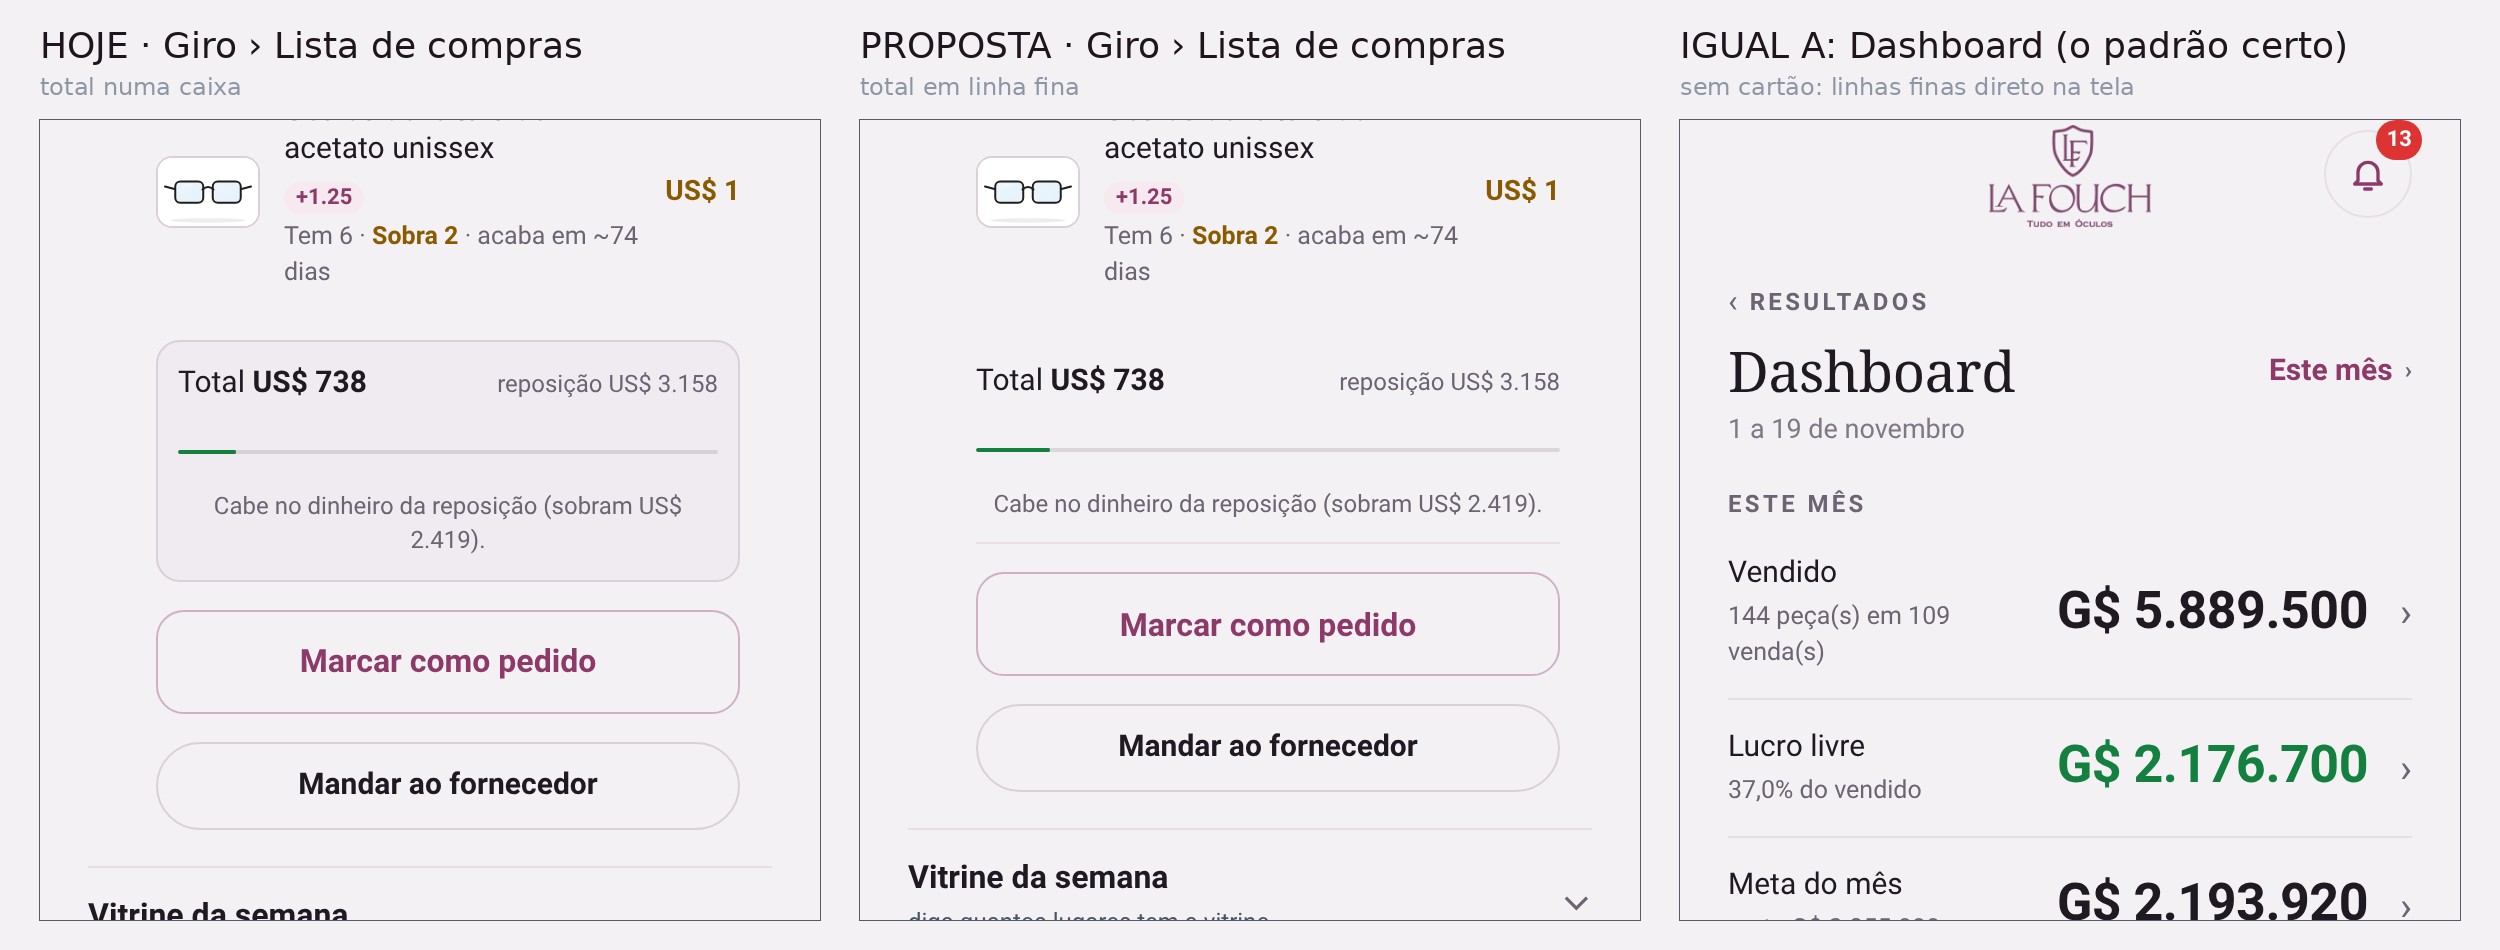 HOJE · Giro › Lista de compras
total numa caixa
acetato unissex
+1.25
US$ 1
Tem 6 · Sobra 2 · acaba em ~74
dias
Total US$ 738
reposição US$ 3.158
Cabe no dinheiro da reposição (sobram US$
2.419).
Marcar como pedido
Mandar ao fornecedor
Vitrine da semana
PROPOSTA · Giro › Lista de compras
total em linha fina
acetato unissex
+1.25
US$ 1
Tem 6 · Sobra 2 · acaba em ~74
dias
Total US$ 738
reposição US$ 3.158
Cabe no dinheiro da reposição (sobram US$ 2.419).
Marcar como pedido
Mandar ao fornecedor
Vitrine da semana
diga quantos lugares tem a vitrine
IGUAL A: Dashboard (o padrão certo)
sem cartão: linhas finas direto na tela
LF
LA FOUCH
TUDO EM ÓCULOS
13
‹ RESULTADOS
Dashboard
Este mês ›
1 a 19 de novembro
ESTE MÊS
Vendido
144 peça(s) em 109
venda(s)
G$ 5.889.500 ›
Lucro livre
37,0% do vendido
G$ 2.176.700 ›
Meta do mês
G$ 2.193.920 ›